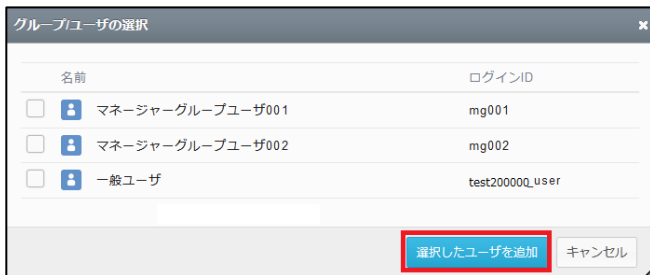 グループ/ユーザの選択
名前 ログインID
マネージャーグループユーザ001 mg001
マネージャーグループユーザ002 mg002
一般ユーザ test200000_user
選択したユーザを追加 キャンセル